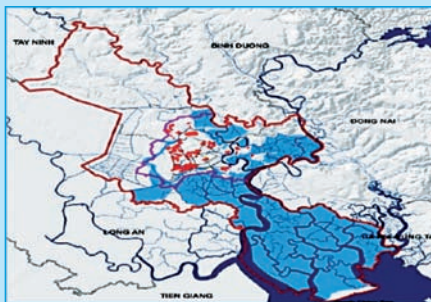 TAY NINH
BINH DUONG
DONG NAI
LONG AN
TIEN GIANG